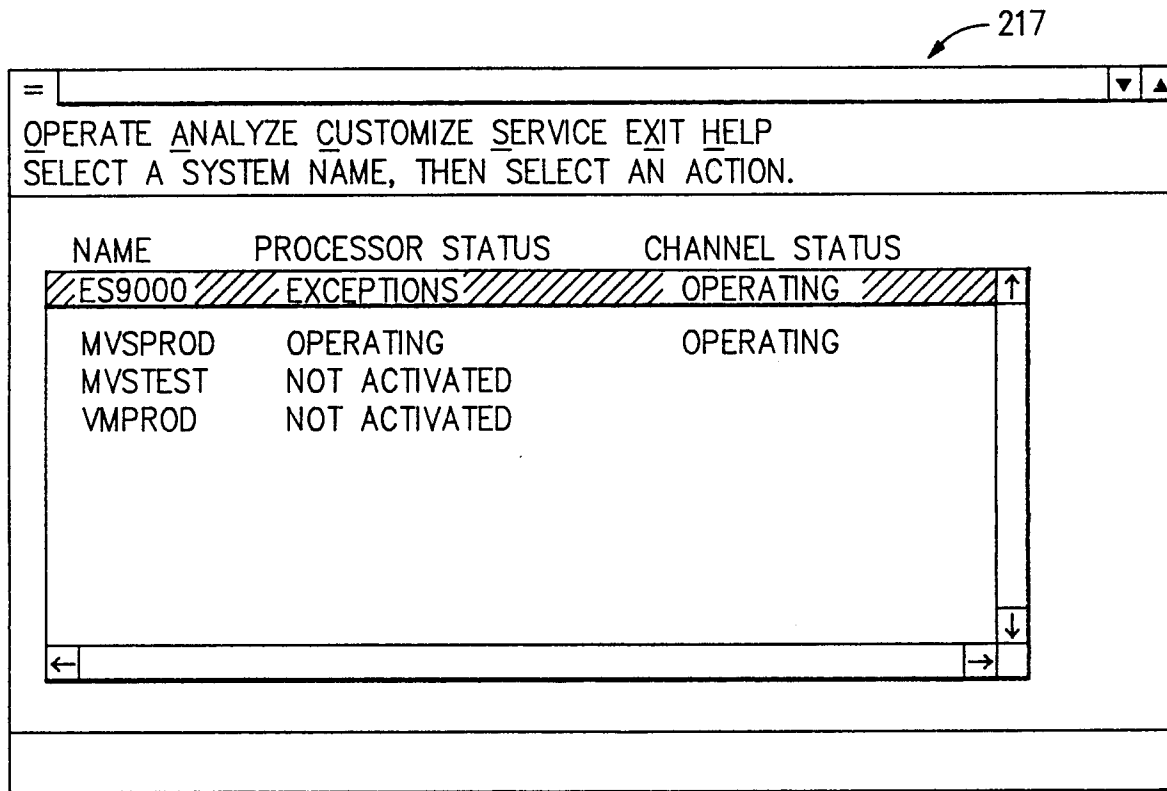 217
=
OPERATE ANALYZE CUSTOMIZE SERVICE EXIT HELP
SELECT A SYSTEM NAME, THEN SELECT AN ACTION.
NAME PROCESSOR STATUS CHANNEL STATUS
ES9000 EXCEPTIONS OPERATING
MVSPROD OPERATING OPERATING
MVSTEST NOT ACTIVATED
VMPROD NOT ACTIVATED